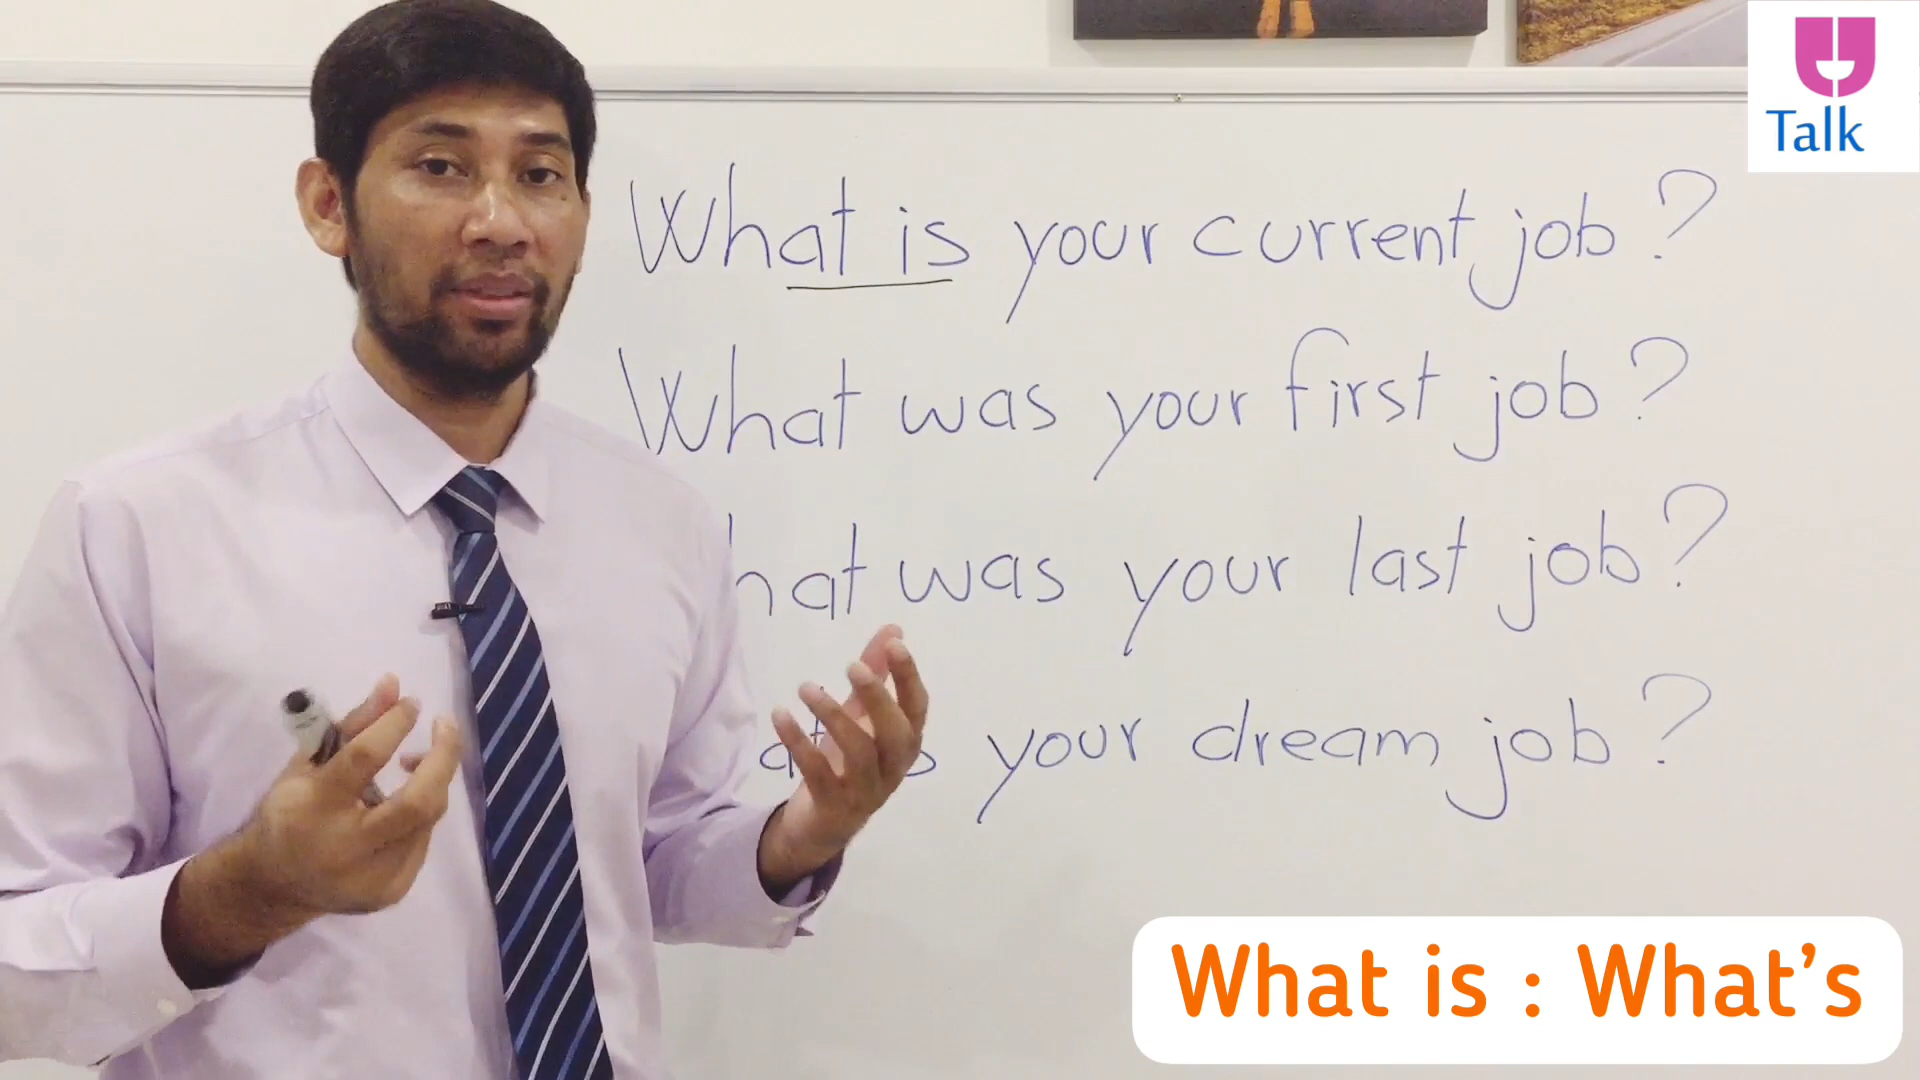 Talk
What is your current job?
What was your first job?
hat was your last job?
your dream job?
What is : What's